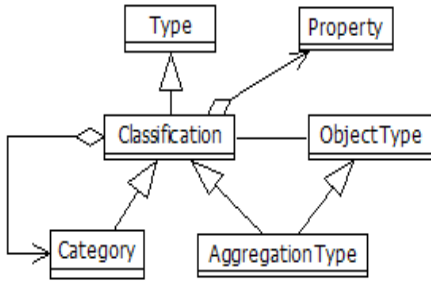 Type
Property
Classification
ObjectType
Category
AggregationType